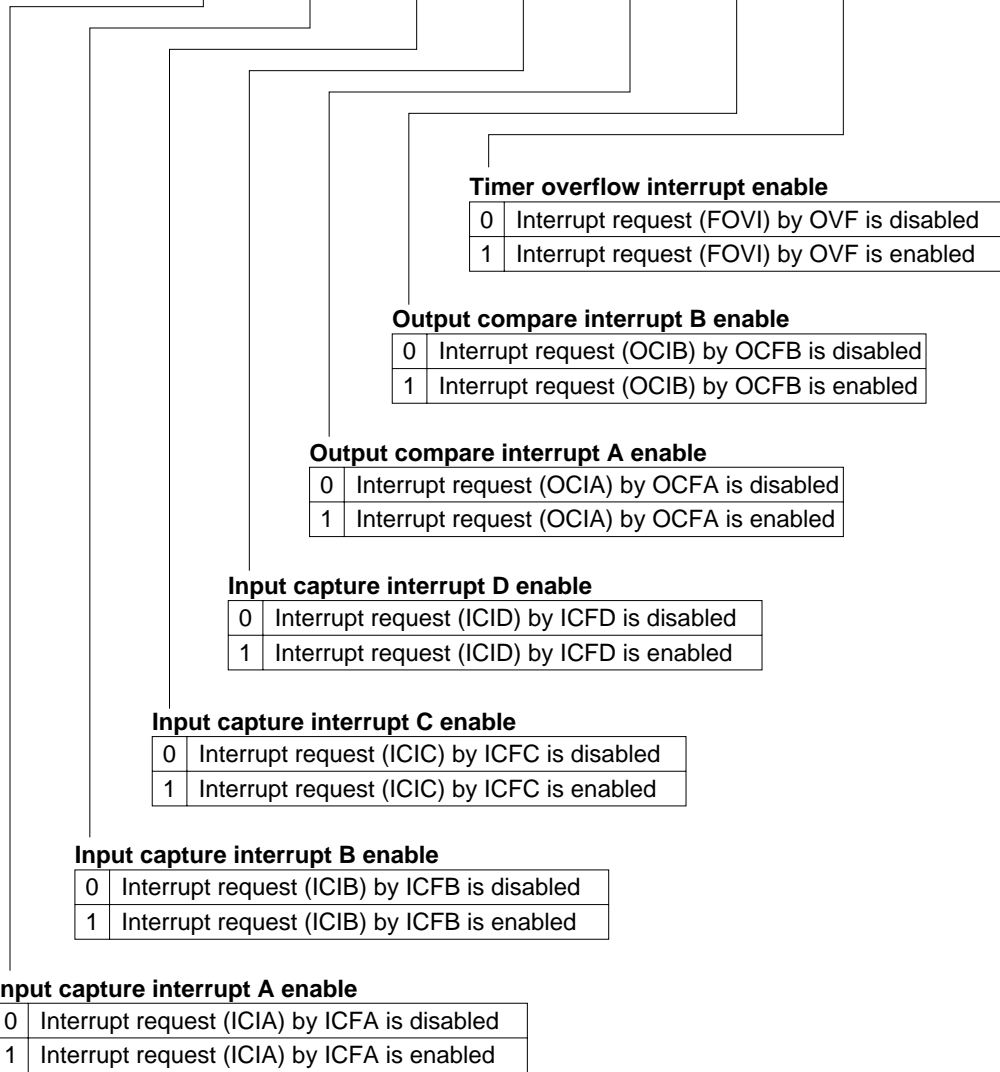 Timer overflow interrupt enable
0 Interrupt request (FOVI) by OVF is disabled
1 Interrupt request (FOVI) by OVF is enabled
Output compare interrupt B enable
0 Interrupt request (OCIB) by OCFB is disabled
1 Interrupt request (OCIB) by OCFB is enabled
Output compare interrupt A enable
0 Interrupt request (OCIA) by OCFA is disabled
1 Interrupt request (OCIA) by OCFA is enabled
Input capture interrupt D enable
0 Interrupt request (ICID) by ICFD is disabled
1 Interrupt request (ICID) by ICFD is enabled
Input capture interrupt C enable
0 Interrupt request (ICIC) by ICFC is disabled
1 Interrupt request (ICIC) by ICFC is enabled
Input capture interrupt B enable
0 Interrupt request (ICIB) by ICFB is disabled
1 Interrupt request (ICIB) by ICFB is enabled
nput capture interrupt A enable
0 Interrupt request (ICIA) by ICFA is disabled
1 Interrupt request (ICIA) by ICFA is enabled